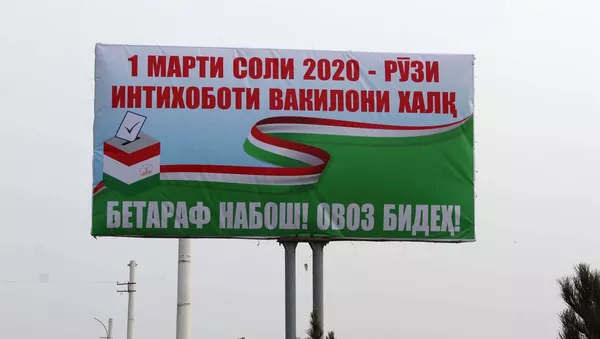 1 МАРТИ СОЛИ 2020 - РӮЗИ
ИНТИХОБОТИ ВАКИЛОНИ ХАЛҚ
БЕТАРАФ НАБОШ! ОВОЗ БИДЕҲ!